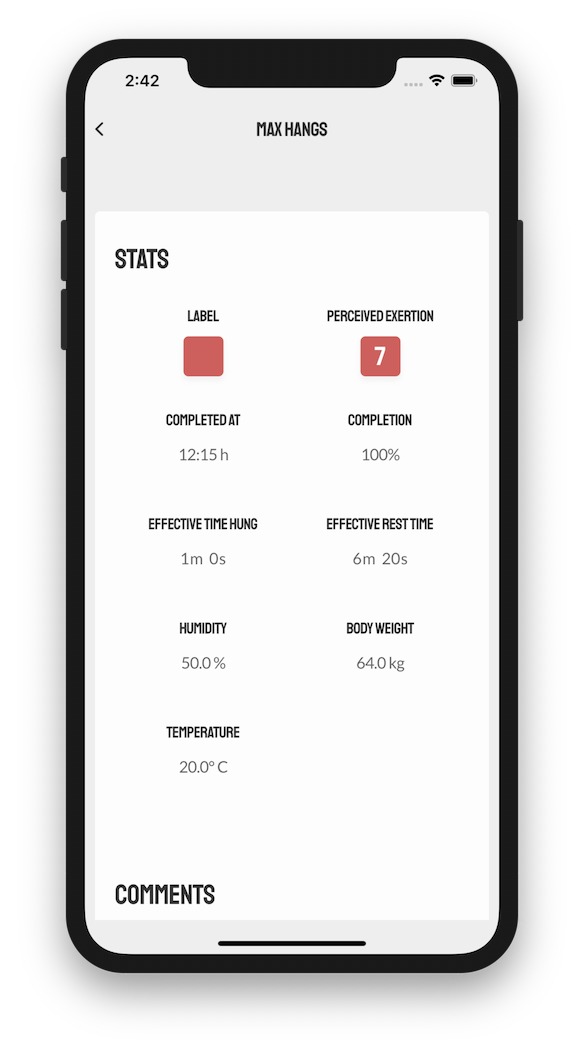 2:42
MAX HANGS
STATS
LABEL PERCEIVED EXERTION
7
COMPLETED AT COMPLETION
12:15 h 100%
EFFECTIVE TIME HUNG EFFECTIVE REST TIME
1m 0s 6m 20s
HUMIDITY BODY WEIGHT
50.0 % 64.0 kg
TEMPERATURE
20.0° C
COMMENTS